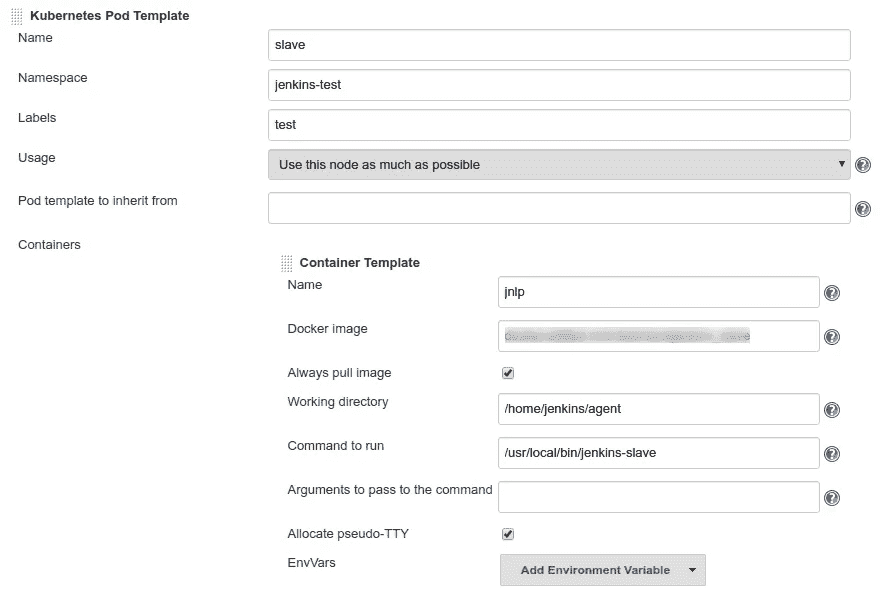 Kubernetes Pod Template
Name
slave
Namespace
jenkins-test
Labels
test
Usage
Use this node as much as possible
Pod template to inherit from
Containers
Container Template
Name
jnlp
Docker image
Always pull image
Working directory
/home/jenkins/agent
Command to run
/usr/local/bin/jenkins-slave
Arguments to pass to the command
Allocate pseudo-TTY
EnvVars
Add Environment Variable